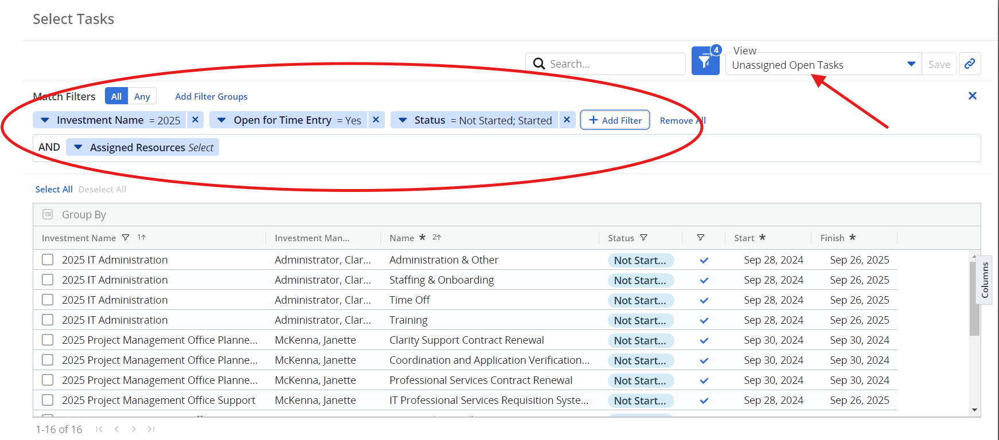 Select Tasks
Search...
4
View
Unassigned Open Tasks
Save
Match Filters All Any Add Filter Groups
Investment Name = 2025 Open for Time Entry = Yes Status = Not Started; Started + Add Filter Remove All
AND Assigned Resources Select
Select All Deselect All
Group By
Investment Name 1↑ Investment Man... Name * 2↑ Status Start * Finish *
2025 IT Administration Administrator, Clar... Administration & Other Not Start... Sep 28, 2024 Sep 26, 2025
2025 IT Administration Administrator, Clar... Staffing & Onboarding Not Start... Sep 28, 2024 Sep 26, 2025
2025 IT Administration Administrator, Clar... Time Off Not Start... Sep 28, 2024 Sep 26, 2025
2025 IT Administration Administrator, Clar... Training Not Start... Sep 28, 2024 Sep 26, 2025
2025 Project Management Office Planne... McKenna, Janette Clarity Support Contract Renewal Not Start... Sep 30, 2024 Sep 30, 2024
2025 Project Management Office Planne... McKenna, Janette Coordination and Application Verification... Not Start... Sep 30, 2024 Sep 30, 2024
2025 Project Management Office Planne... McKenna, Janette Professional Services Contract Renewal Not Start... Sep 30, 2024 Sep 30, 2024
2025 Project Management Office Support McKenna, Janette IT Professional Services Requisition Syste... Not Start... Sep 28, 2024 Sep 26, 2025
Columns
1-16 of 16